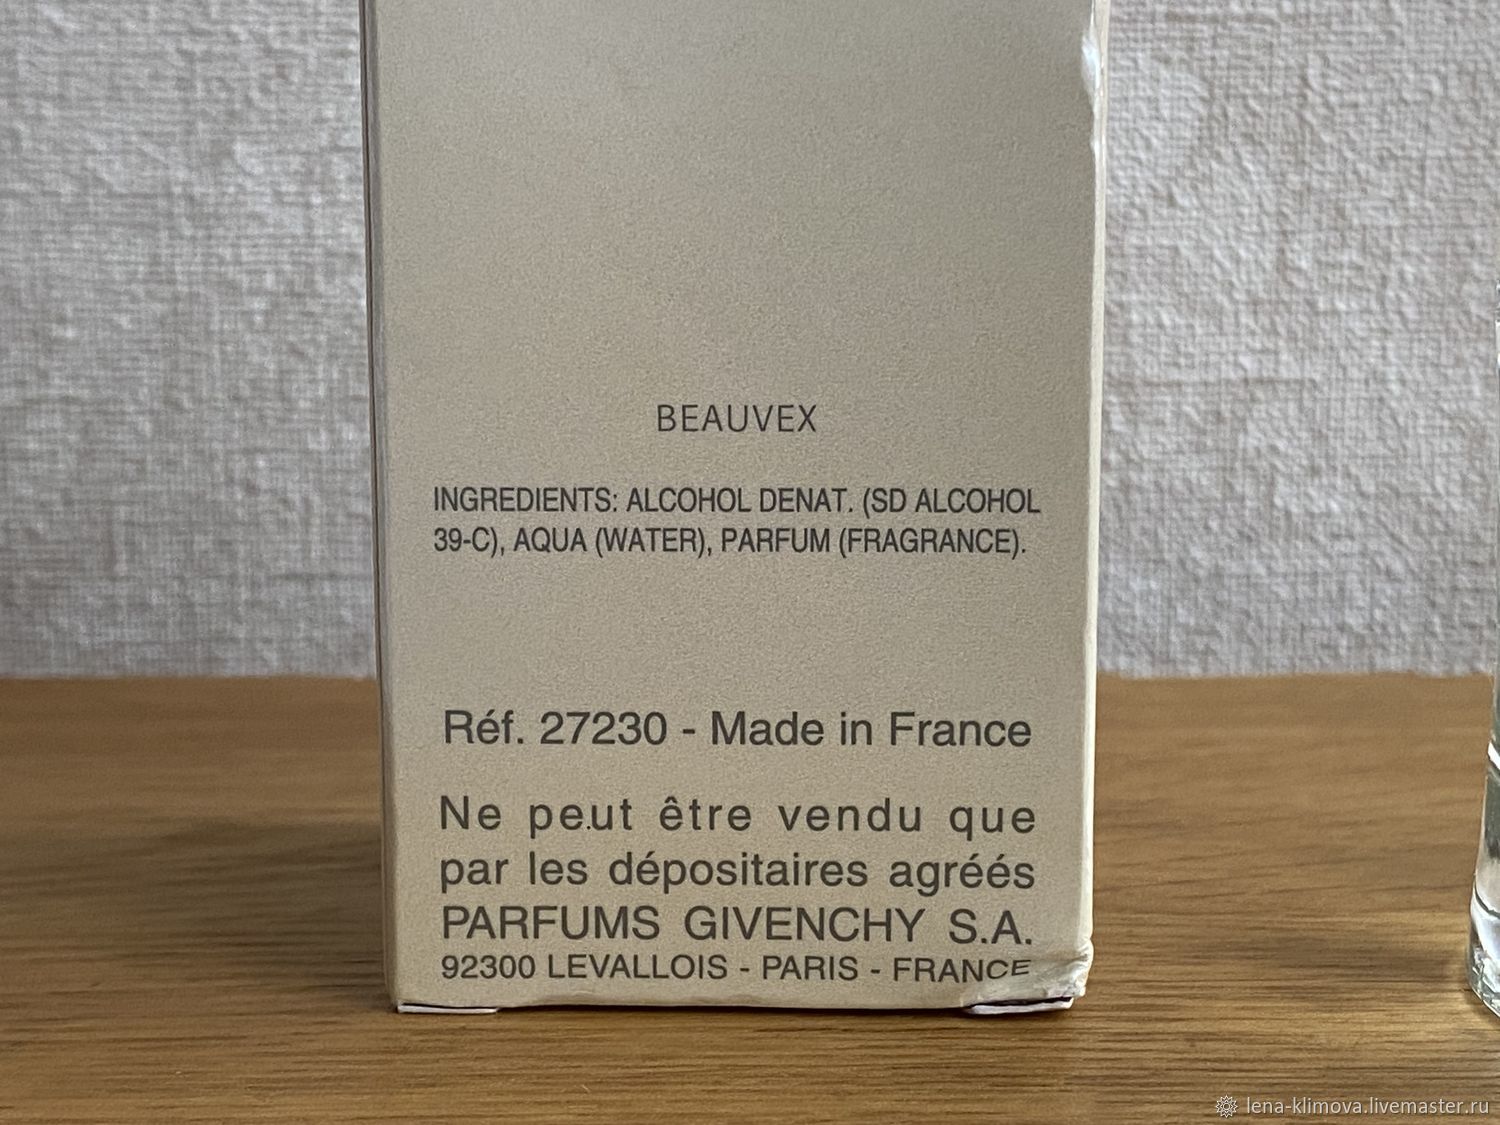 BEAUVEX
INGREDIENTS: ALCOHOL DENAT. (SD ALCOHOL
39-C), AQUA (WATER), PARFUM (FRAGRANCE).
Réf. 27230 - Made in France
Ne peut être vendu que
par les dépositaires agréés
PARFUMS GIVENCHY S.A.
92300 LEVALLOIS - PARIS - FRANCE
lena-klimova.livemaster.ru